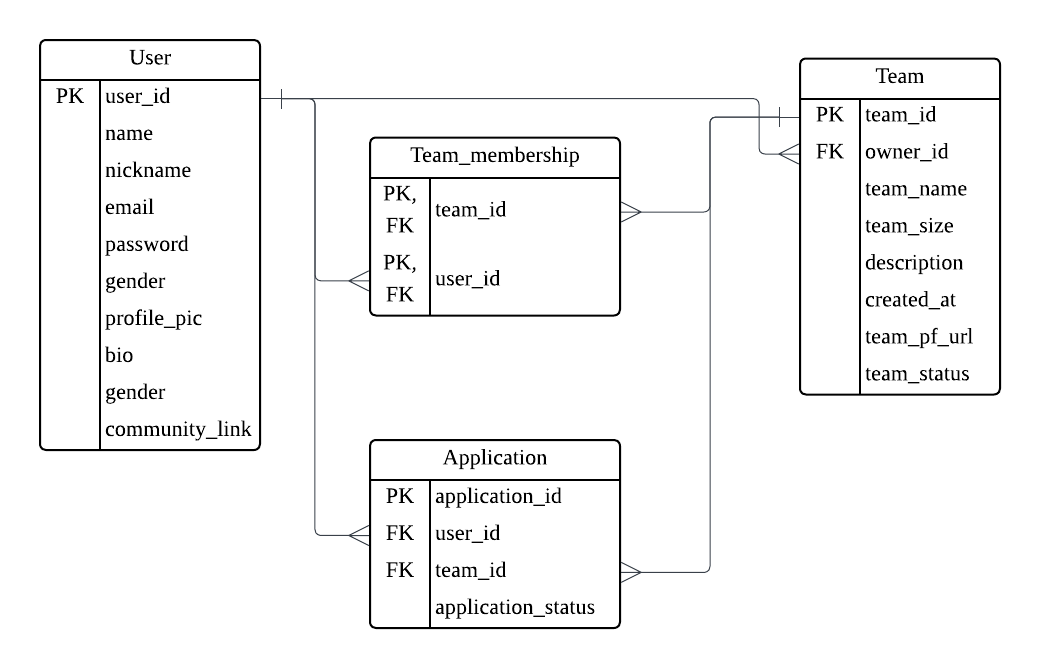 User
PK user_id
name
nickname
email
password
gender
profile_pic
bio
gender
community_link
Team_membership
PK,
FK
team_id
PK,
FK
user_id
Application
PK application_id
FK user_id
FK team_id
application_status
Team
PK team_id
FK owner_id
team_name
team_size
description
created_at
team_pf_url
team_status